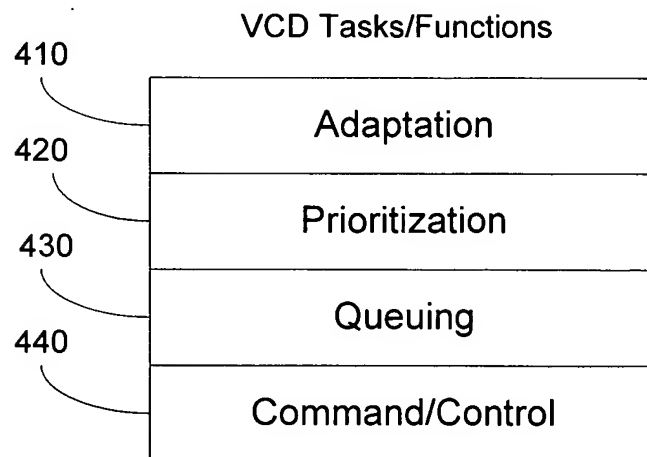 VCD Tasks/Functions
410
Adaptation
420
Prioritization
430
Queuing
440
Command/Control